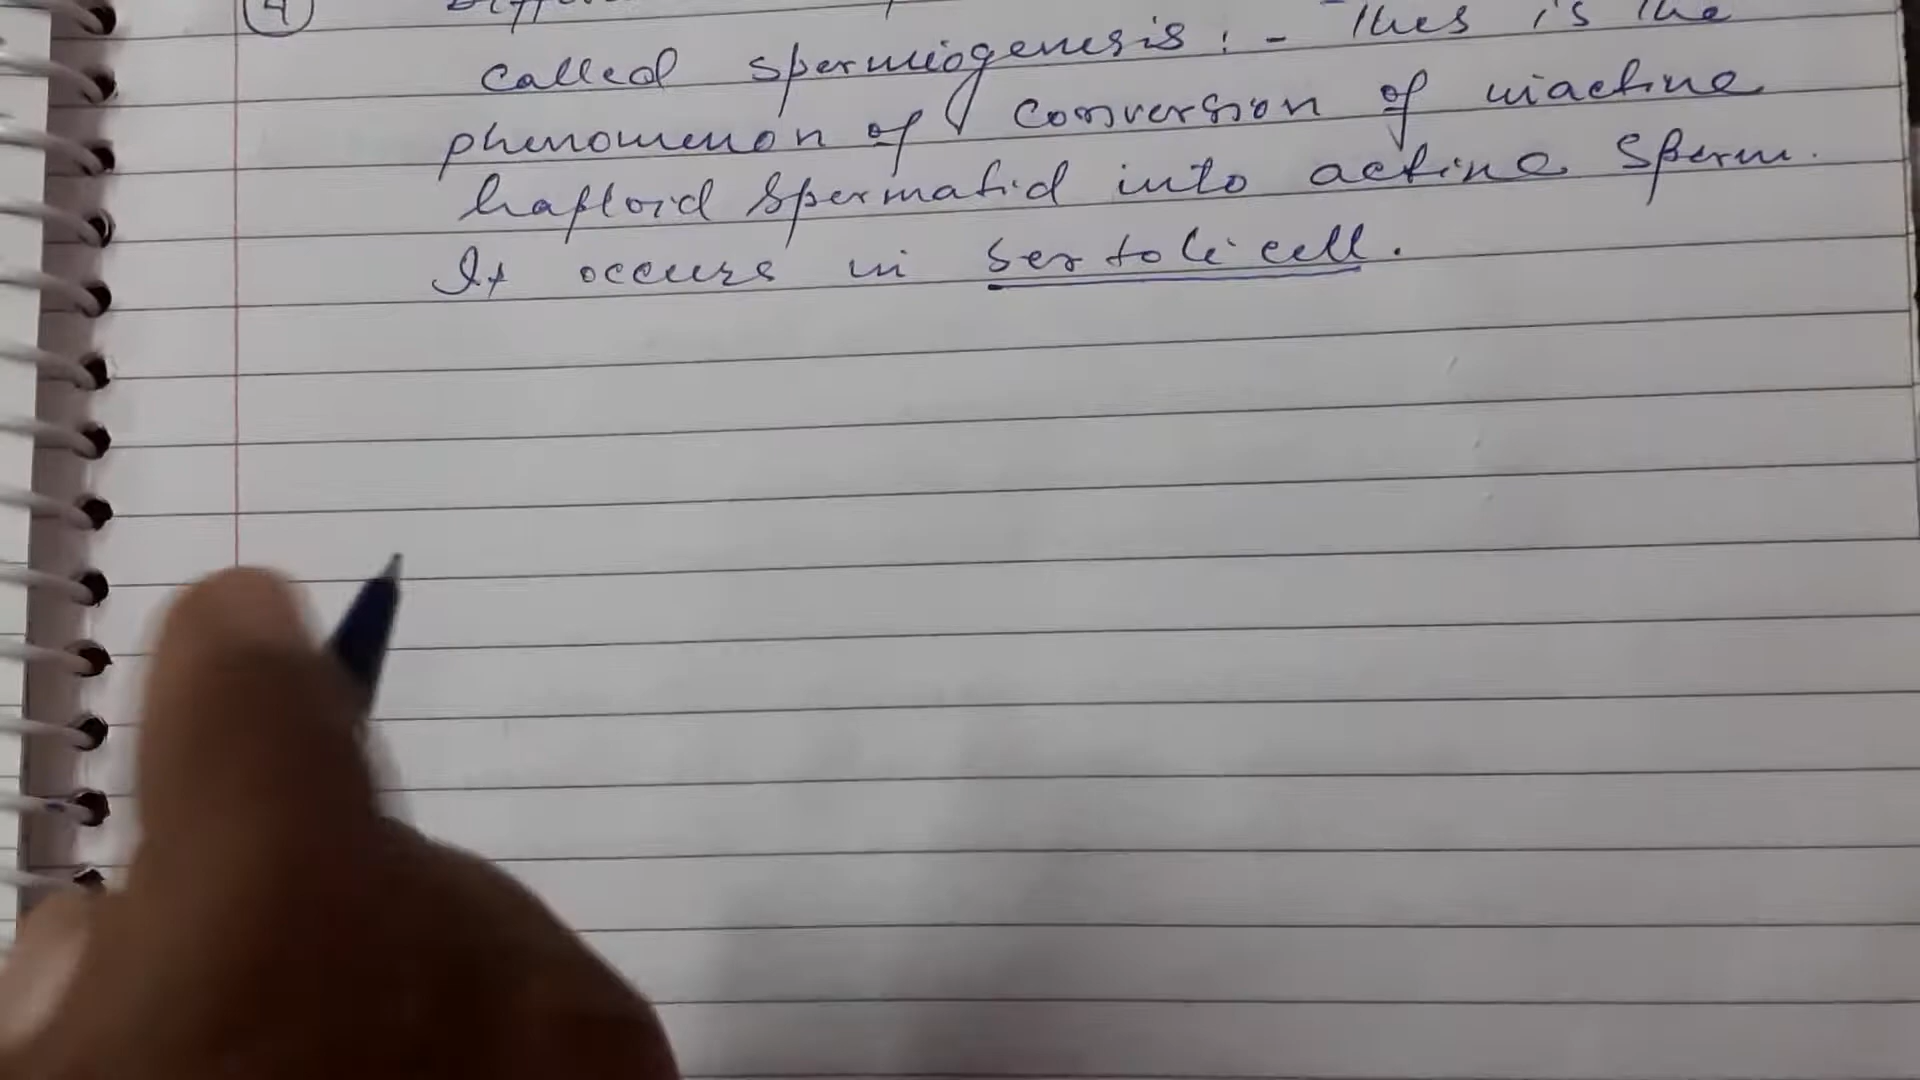 4
called spermiogenesis : - This is the
phenomenon of conversion of inactive
haploid spermatid into active sperm.
It occurs in sertoli cell.